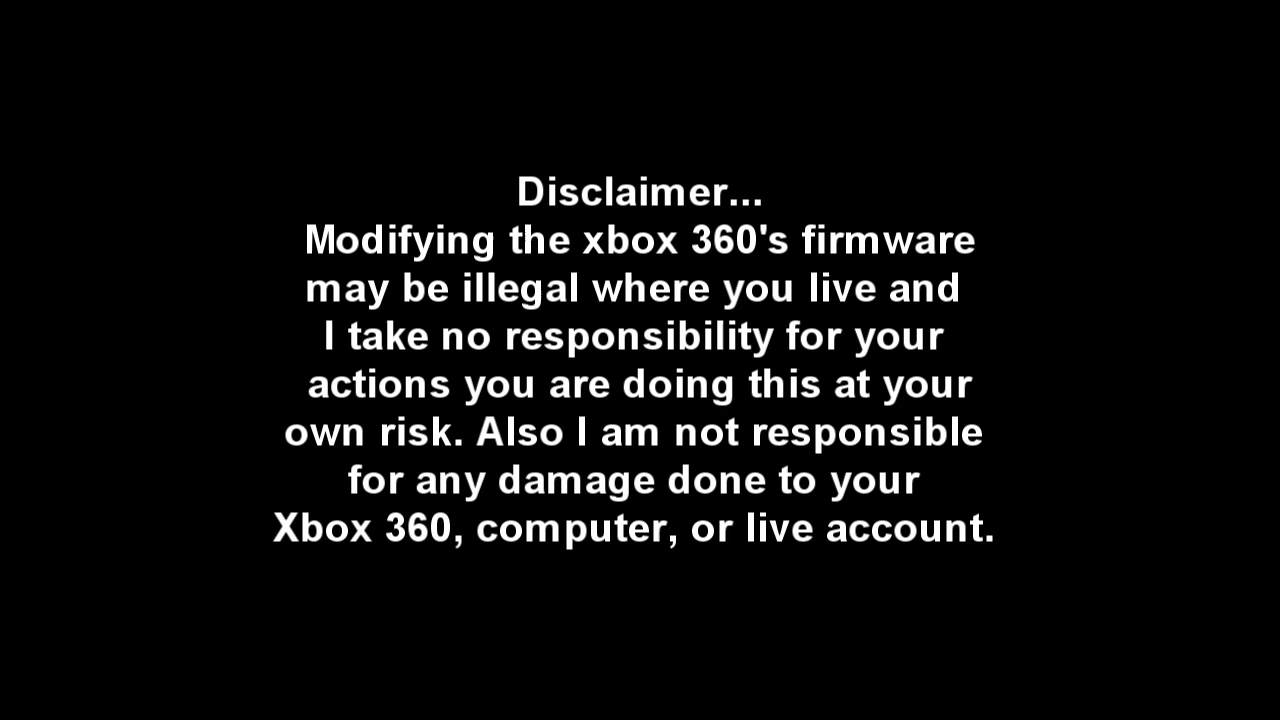 Disclaimer...
Modifying the xbox 360's firmware
may be illegal where you live and
I take no responsibility for your
actions you are doing this at your
own risk. Also I am not responsible
for any damage done to your
Xbox 360, computer, or live account.